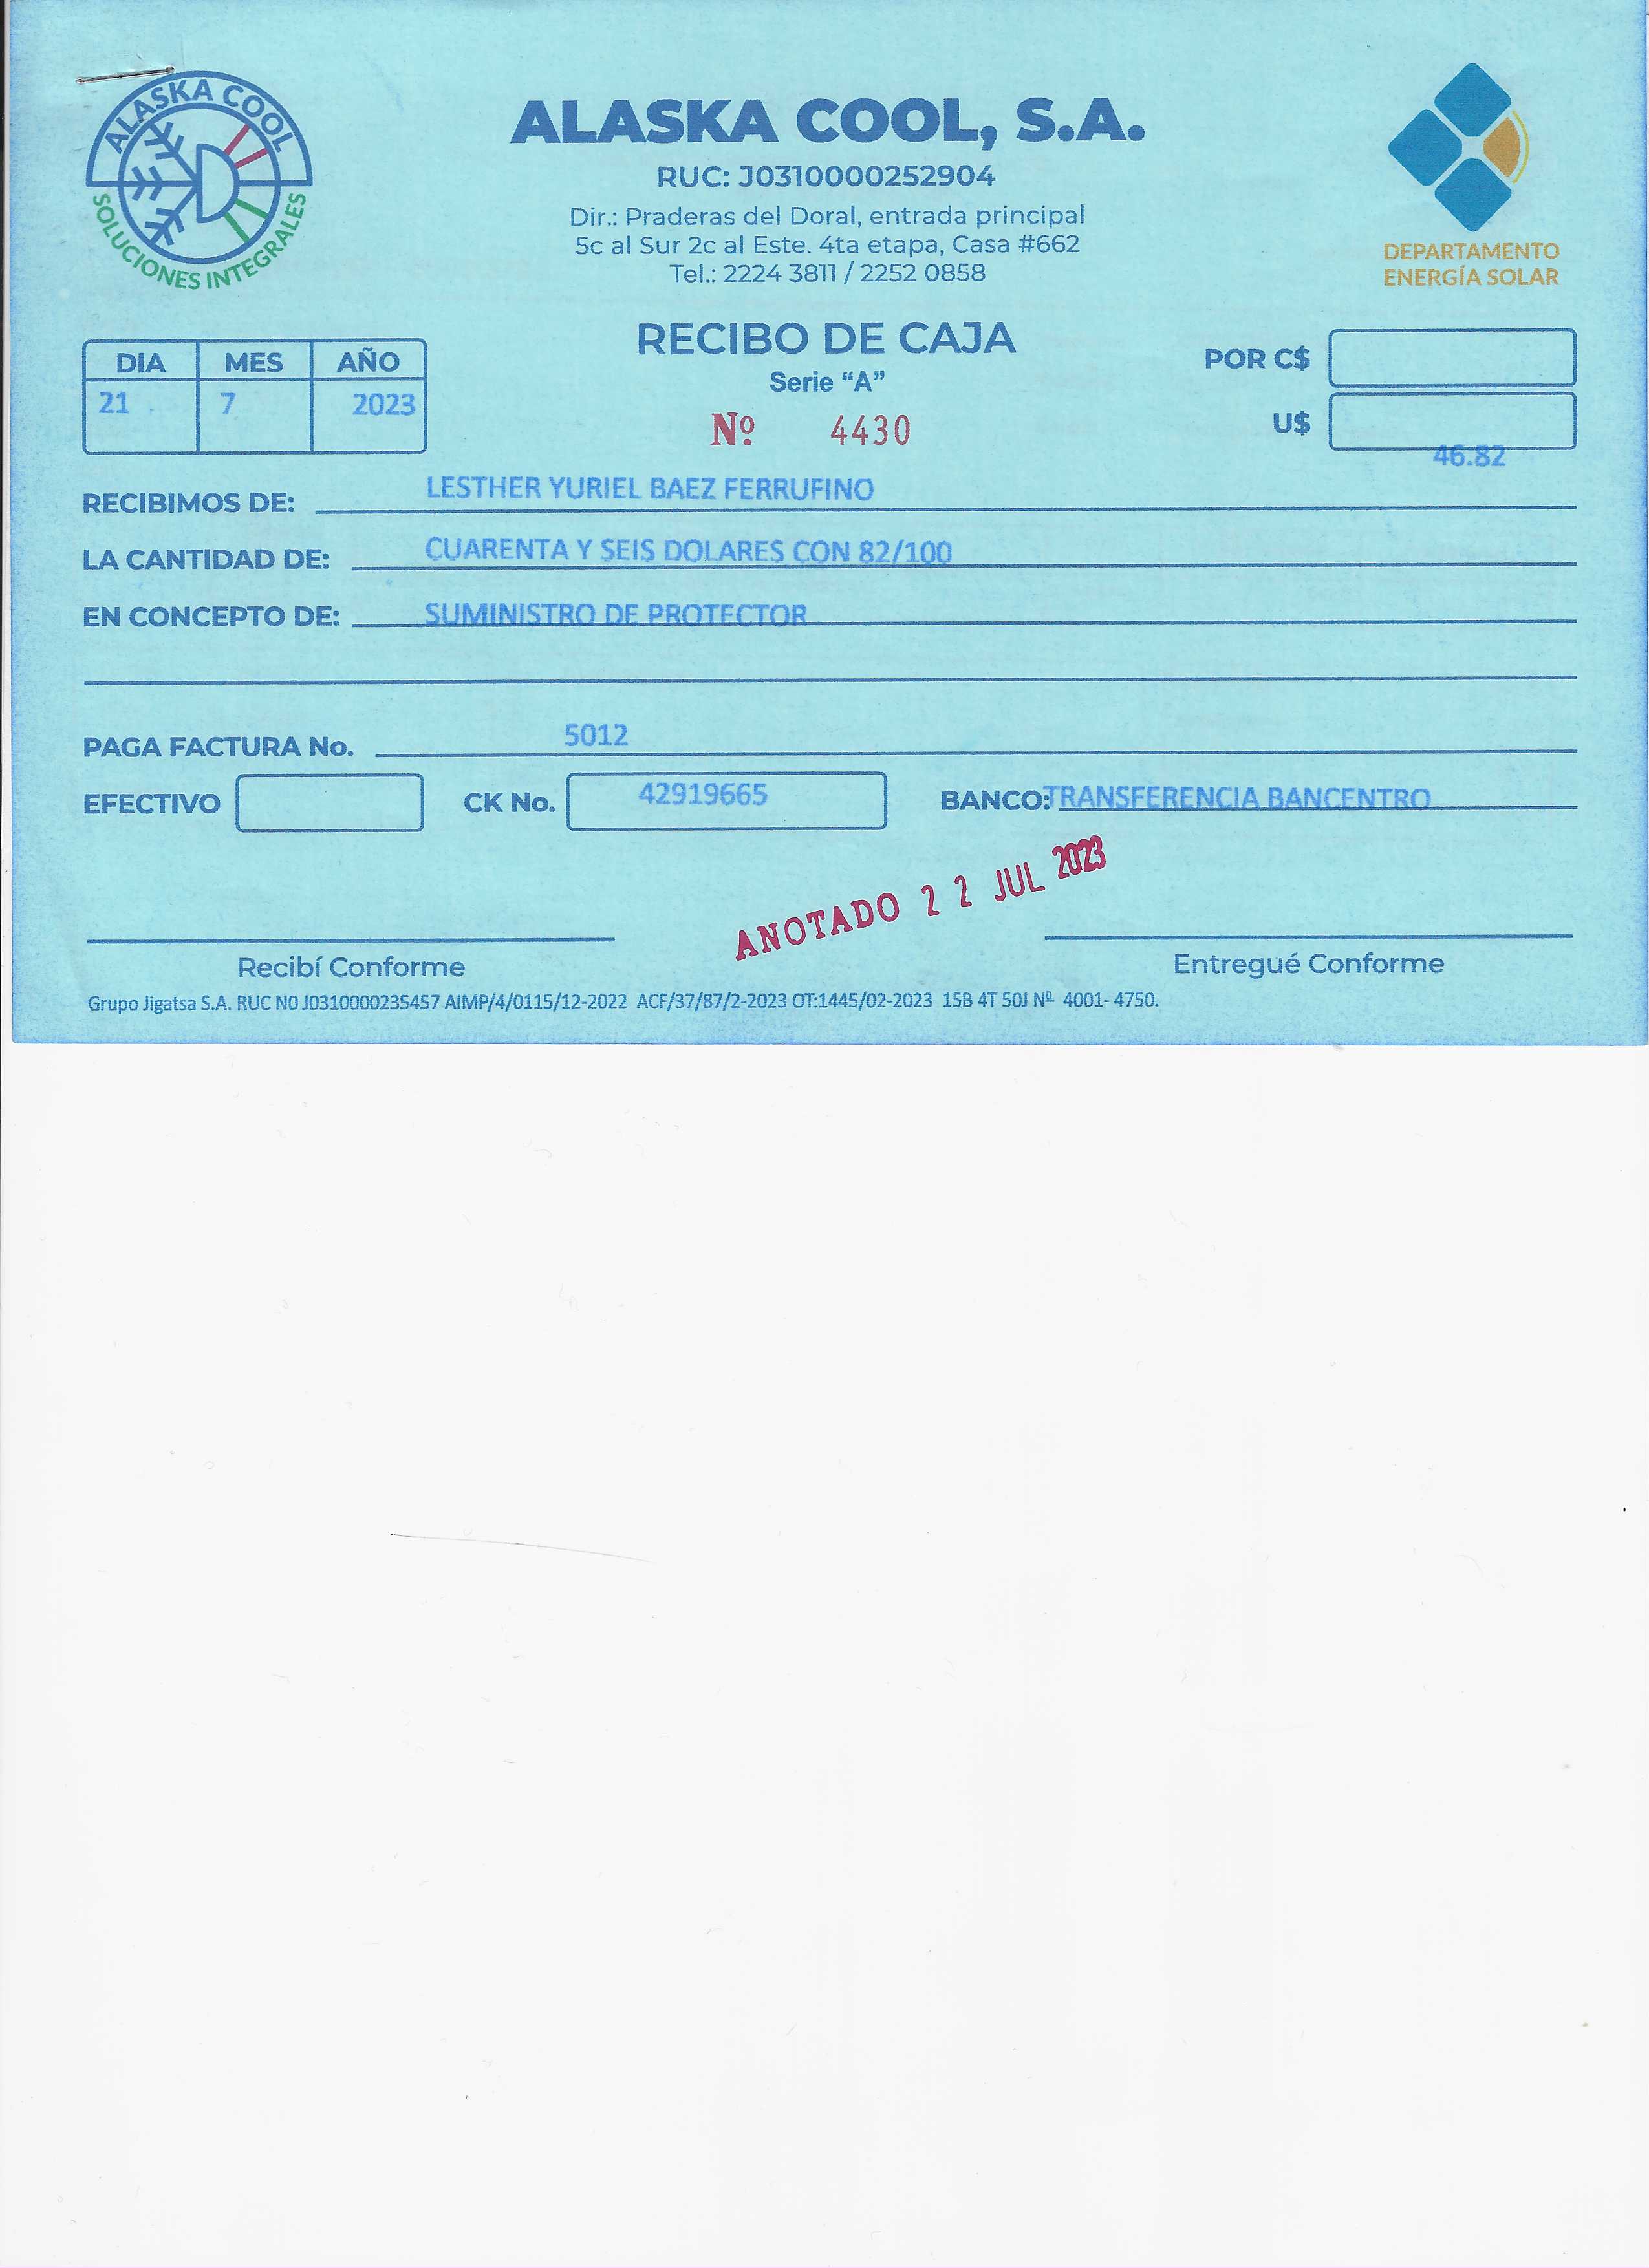 ALASKA COOL
SOLUCIONES INTEGRALES
ALASKA COOL, S.A.
RUC: J0310000252904
Dir.: Praderas del Doral, entrada principal
5c al Sur 2c al Este. 4ta etapa, Casa #662
Tel.: 2224 3811 / 2252 0858
DEPARTAMENTO
ENERGÍA SOLAR
RECIBO DE CAJA
Serie “A”
Nº 4430
DIA MES AÑO
21 7 2023
POR C$
U$
46.82
RECIBIMOS DE: LESTHER YURIEL BAEZ FERRUFINO
LA CANTIDAD DE: CUARENTA Y SEIS DOLARES CON 82/100
EN CONCEPTO DE: SUMINISTRO DE PROTECTOR
PAGA FACTURA No. 5012
EFECTIVO CK No. 42919665 BANCO: TRANSFERENCIA BANCENTRO
ANOTADO 2 2 JUL 2023
Recibí Conforme Entregué Conforme
Grupo Jigatsa S.A. RUC N0 J0310000235457 AIMP/4/0115/12-2022 ACF/37/87/2-2023 OT:1445/02-2023 15B 4T 50J Nº 4001- 4750.